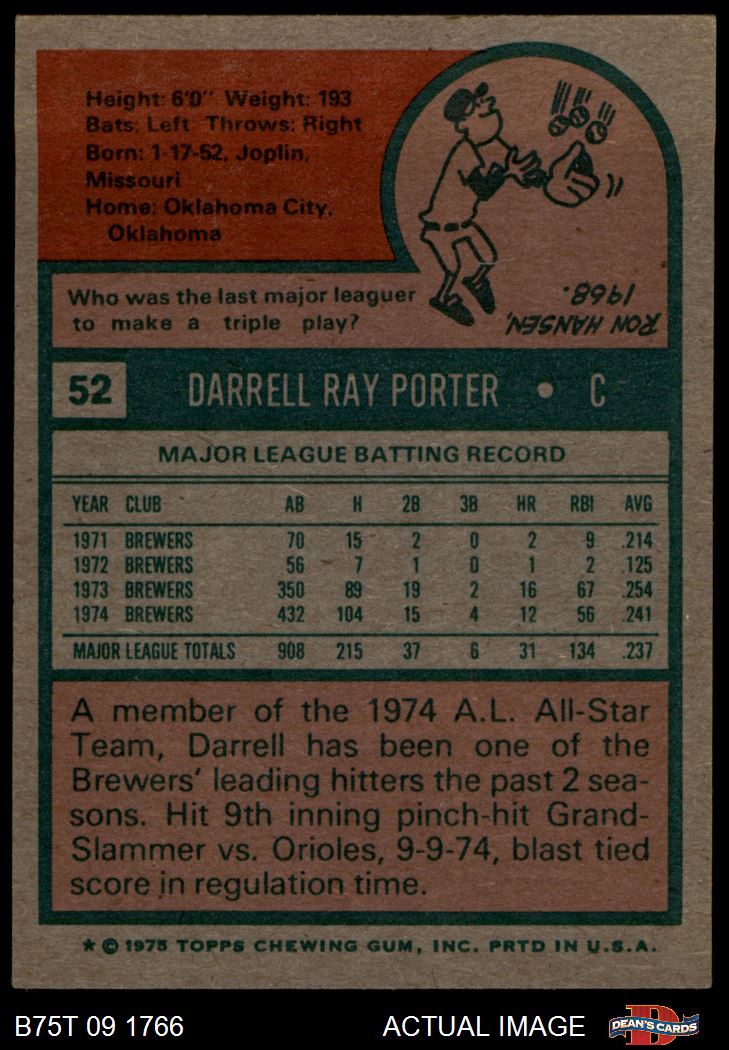 Height: 6'0" Weight: 193
Bats: Left Throws: Right
Born: 1-17-52, Joplin,
Missouri
Home: Oklahoma City,
Oklahoma
Who was the last major leaguer
to make a triple play?
RON HANSEN,
1968.
52 DARRELL RAY PORTER • C
MAJOR LEAGUE BATTING RECORD
YEAR CLUB AB H 2B 3B HR RBI AVG
1971 BREWERS 70 15 2 0 2 9 .214
1972 BREWERS 56 7 1 0 1 2 .125
1973 BREWERS 350 89 19 2 16 67 .254
1974 BREWERS 432 104 15 4 12 56 .241
MAJOR LEAGUE TOTALS 908 215 37 6 31 134 .237
A member of the 1974 A.L. All-Star
Team, Darrell has been one of the
Brewers' leading hitters the past 2 sea-
sons. Hit 9th inning pinch-hit Grand-
Slammer vs. Orioles, 9-9-74, blast tied
score in regulation time.
* © 1975 TOPPS CHEWING GUM, INC. PRTD IN U.S.A.
B75T 09 1766 ACTUAL IMAGE DEAN'S CARDS